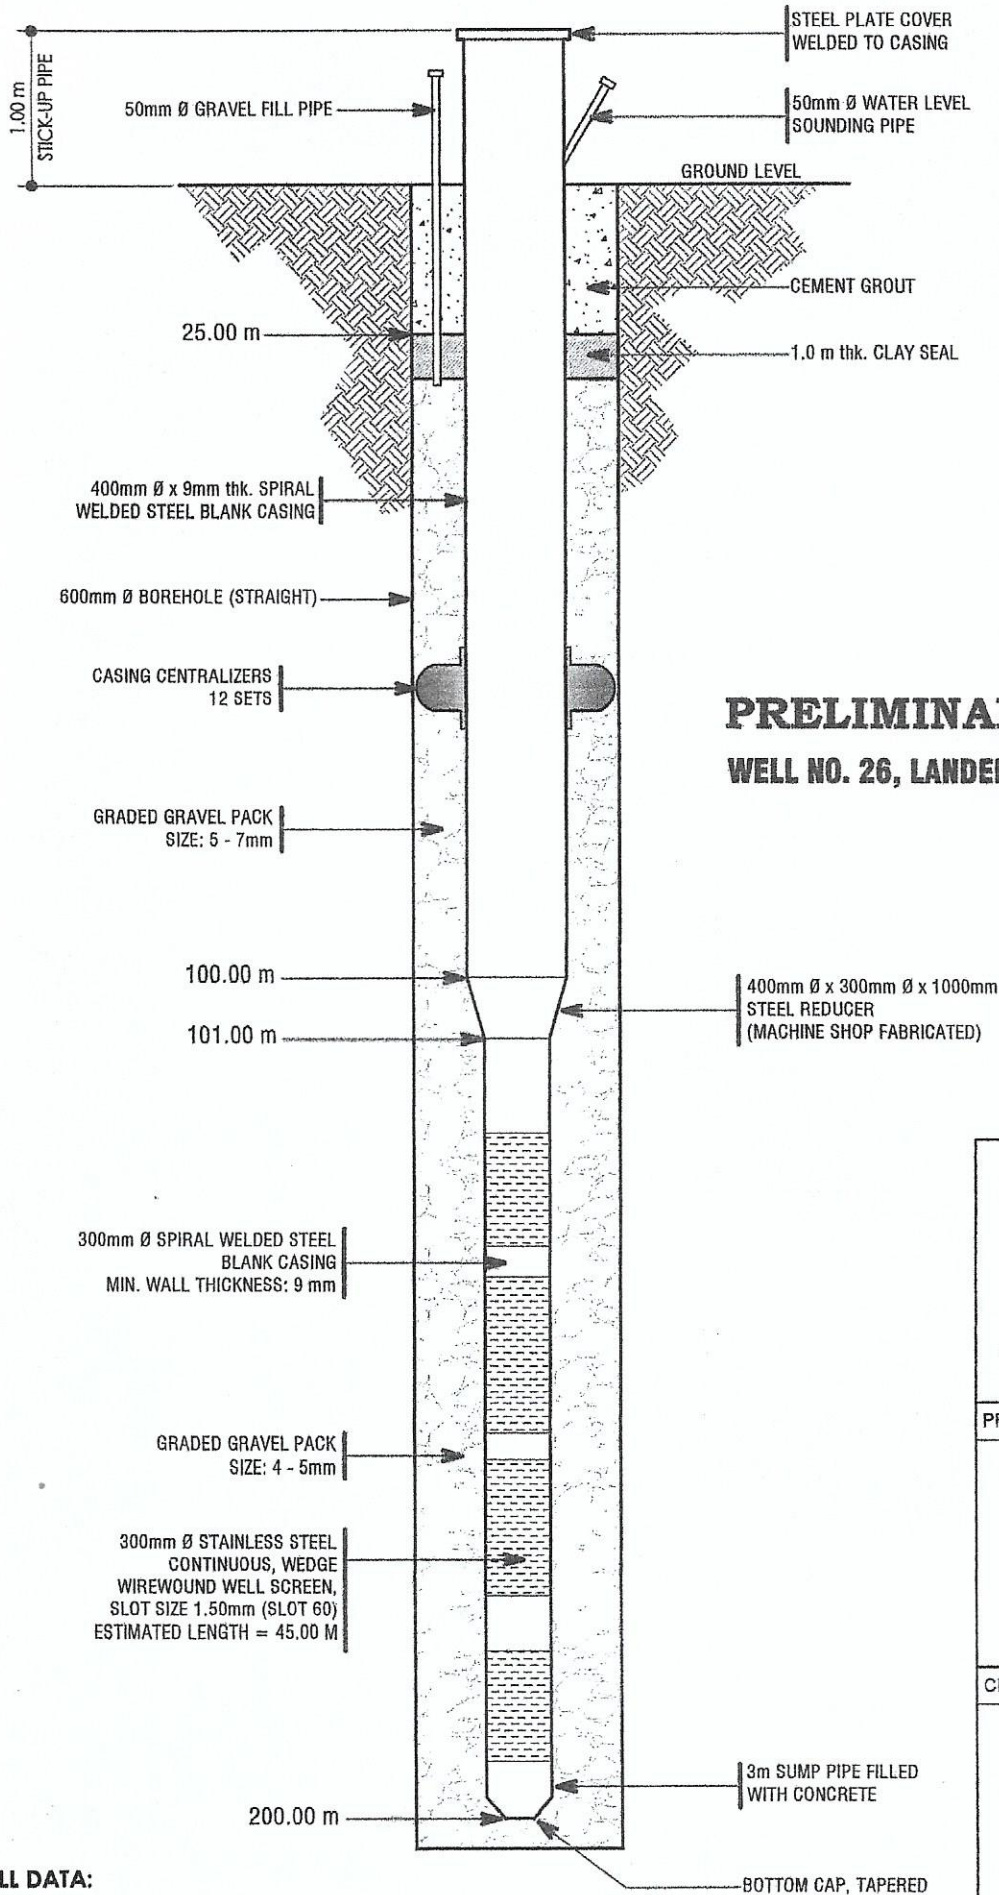 STEEL PLATE COVER
WELDED TO CASING
1.00 m
STICK-UP PIPE
50mm Ø GRAVEL FILL PIPE
50mm Ø WATER LEVEL
SOUNDING PIPE
GROUND LEVEL
CEMENT GROUT
25.00 m
1.0 m thk. CLAY SEAL
400mm Ø x 9mm thk. SPIRAL
WELDED STEEL BLANK CASING
600mm Ø BOREHOLE (STRAIGHT)
CASING CENTRALIZERS
12 SETS
PRELIMINA
WELL NO. 26, LANDE
GRADED GRAVEL PACK
SIZE: 5 - 7mm
100.00 m
400mm Ø x 300mm Ø x 1000mm
STEEL REDUCER
(MACHINE SHOP FABRICATED)
101.00 m
300mm Ø SPIRAL WELDED STEEL
BLANK CASING
MIN. WALL THICKNESS: 9 mm
GRADED GRAVEL PACK
SIZE: 4 - 5mm
300mm Ø STAINLESS STEEL
CONTINUOUS, WEDGE
WIREWOUND WELL SCREEN,
SLOT SIZE 1.50mm (SLOT 60)
ESTIMATED LENGTH = 45.00 M
3m SUMP PIPE FILLED
WITH CONCRETE
200.00 m
LL DATA:
BOTTOM CAP, TAPERED